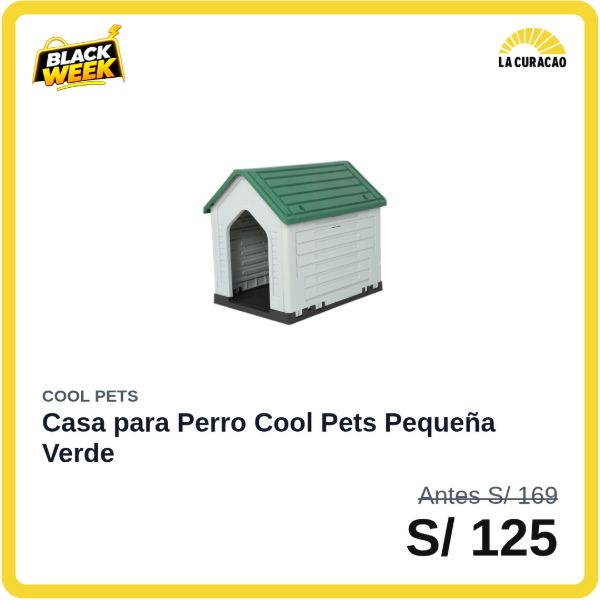 BLACK
WEEK
LA CURACAO
COOL PETS
Casa para Perro Cool Pets Pequeña
Verde
Antes S/ 169
S/ 125